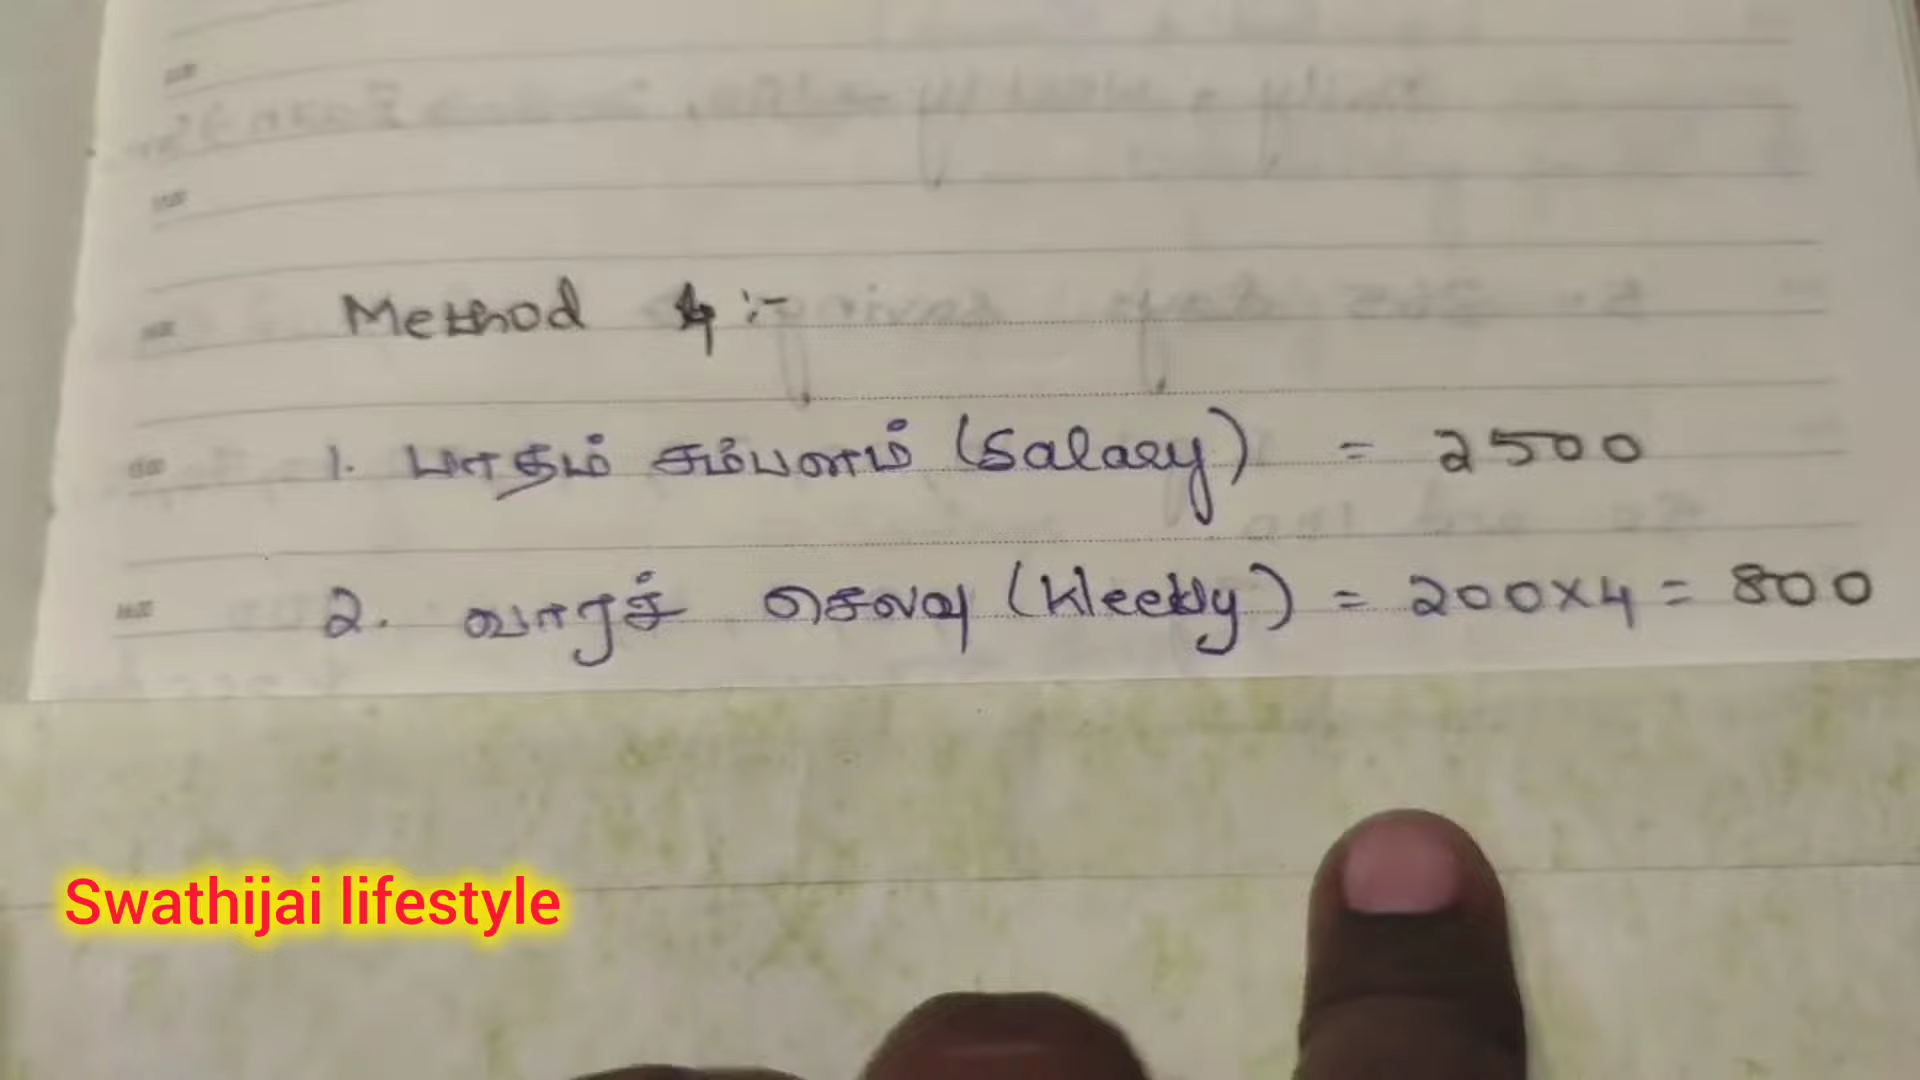 Method 4 :-
1. மாதம் சம்பளம் (Salary) = 2500
2. வாரச் செலவு (Weekly) = 200x4 = 800
Swathijai lifestyle